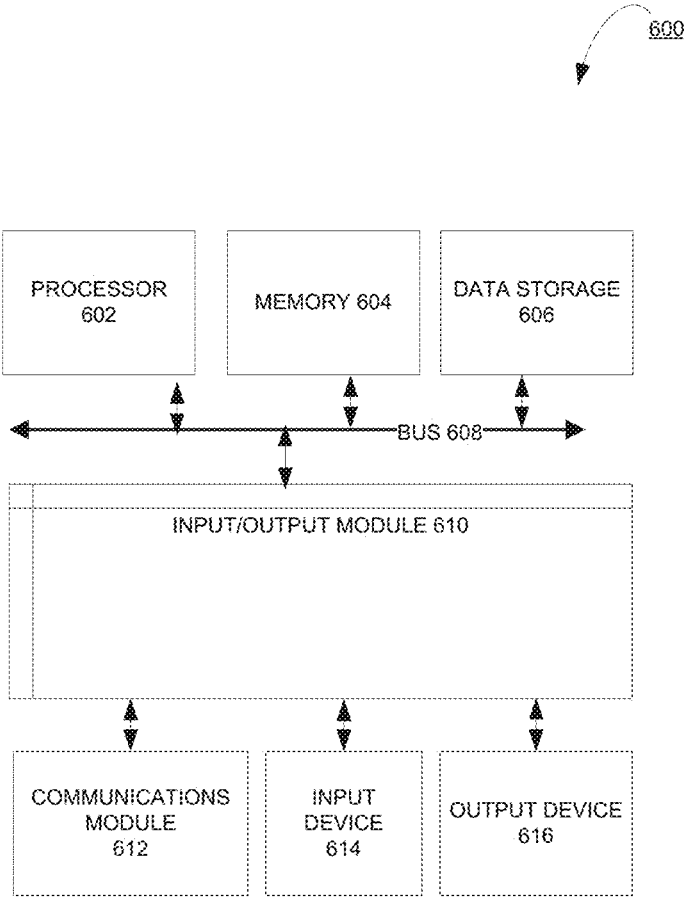 600
PROCESSOR
602
MEMORY 604
DATA STORAGE
606
BUS 608
INPUT/OUTPUT MODULE 610
COMMUNICATIONS
MODULE
612
INPUT
DEVICE
614
OUTPUT DEVICE
616